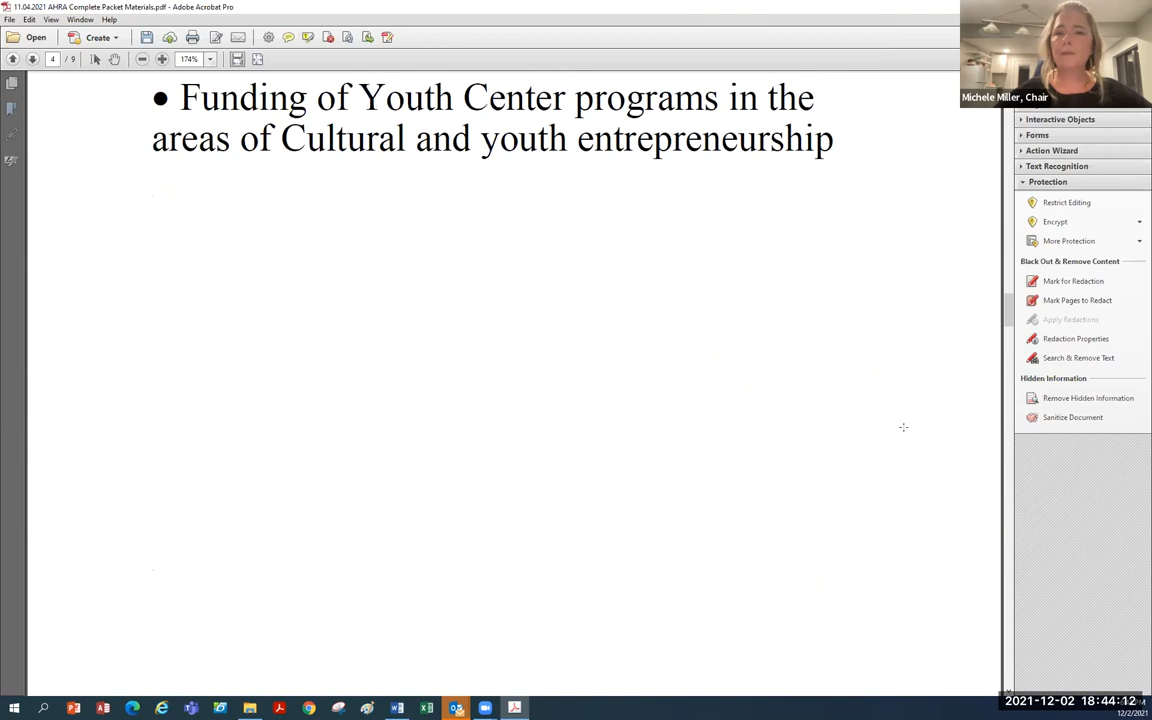 11.04.2021 AHRA Complete Packet Materials.pdf - Adobe Acrobat Pro
File Edit View Window Help
Open Create
4 / 9 174%
• Funding of Youth Center programs in the
areas of Cultural and youth entrepreneurship
Michele Miller, Chair
Interactive Objects
Forms
Action Wizard
Text Recognition
Protection
Restrict Editing
Encrypt
More Protection
Black Out & Remove Content
Mark for Redaction
Mark Pages to Redact
Apply Redactions
Redaction Properties
Search & Remove Text
Hidden Information
Remove Hidden Information
Sanitize Document
2021-12-02 18:44:12
12/2/2021